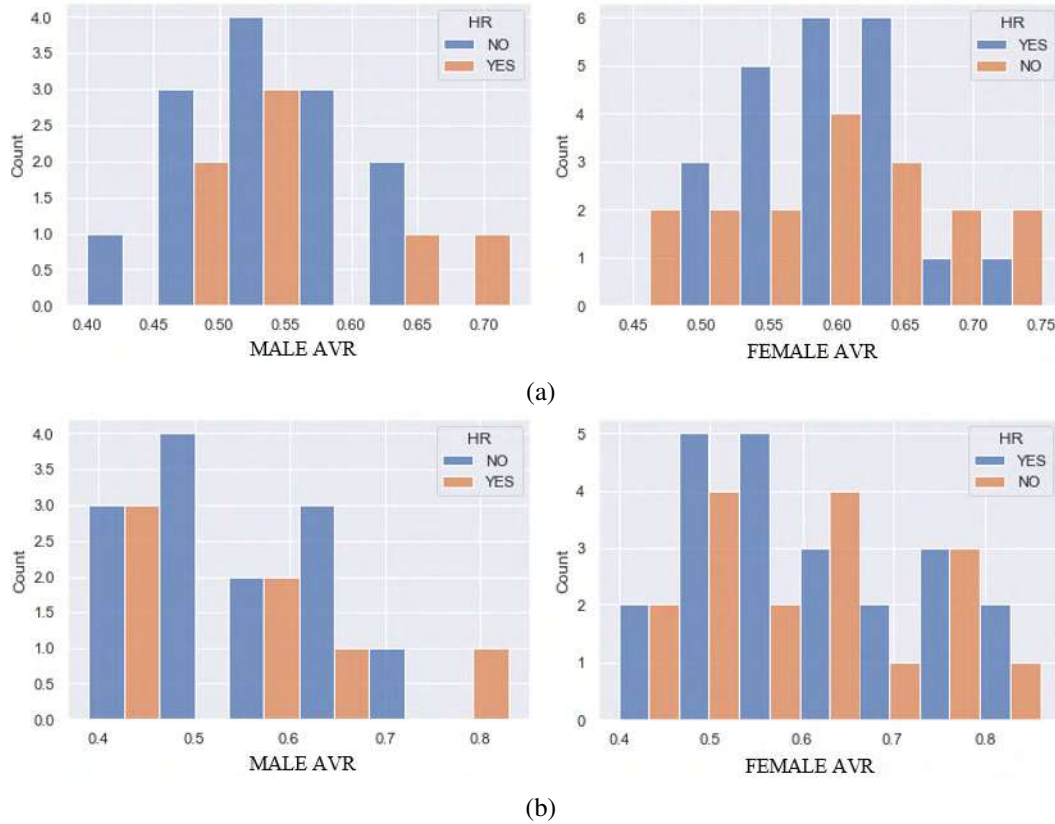 HR
NO
YES
Count
4.0
3.5
3.0
2.5
2.0
1.5
1.0
0.5
0.0
0.40 0.45 0.50 0.55 0.60 0.65 0.70
MALE AVR
HR
YES
NO
Count
6
5
4
3
2
1
0
0.45 0.50 0.55 0.60 0.65 0.70 0.75
FEMALE AVR
(a)
HR
NO
YES
Count
4.0
3.5
3.0
2.5
2.0
1.5
1.0
0.5
0.0
0.4 0.5 0.6 0.7 0.8
MALE AVR
HR
YES
NO
Count
5
4
3
2
1
0
0.4 0.5 0.6 0.7 0.8
FEMALE AVR
(b)